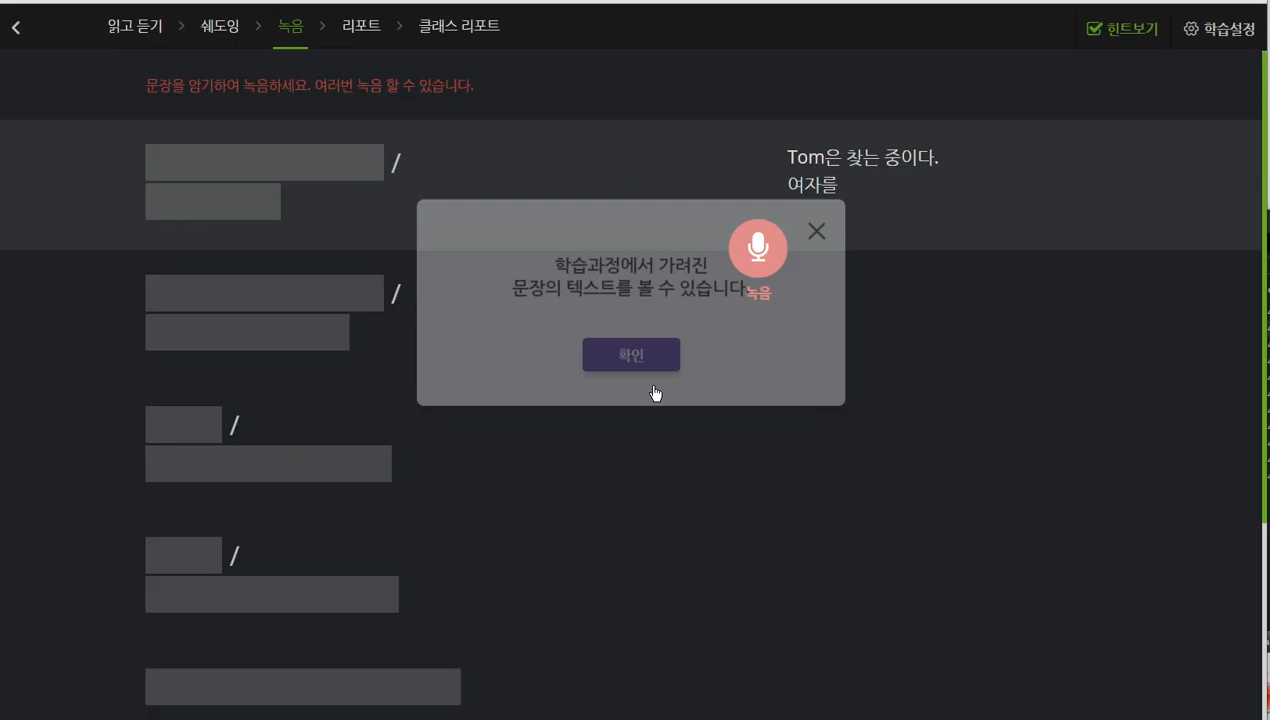 읽고 듣기 > 쉐도잉 > 녹음 > 리포트 > 클래스 리포트
힌트보기
학습설정
문장을 암기하여 녹음하세요. 여러번 녹음 할 수 있습니다.
/
Tom은 찾는 중이다.
여자를
학습과정에서 가려진
문장의 텍스트를 볼 수 있습니다
녹음
/
확인
/
/